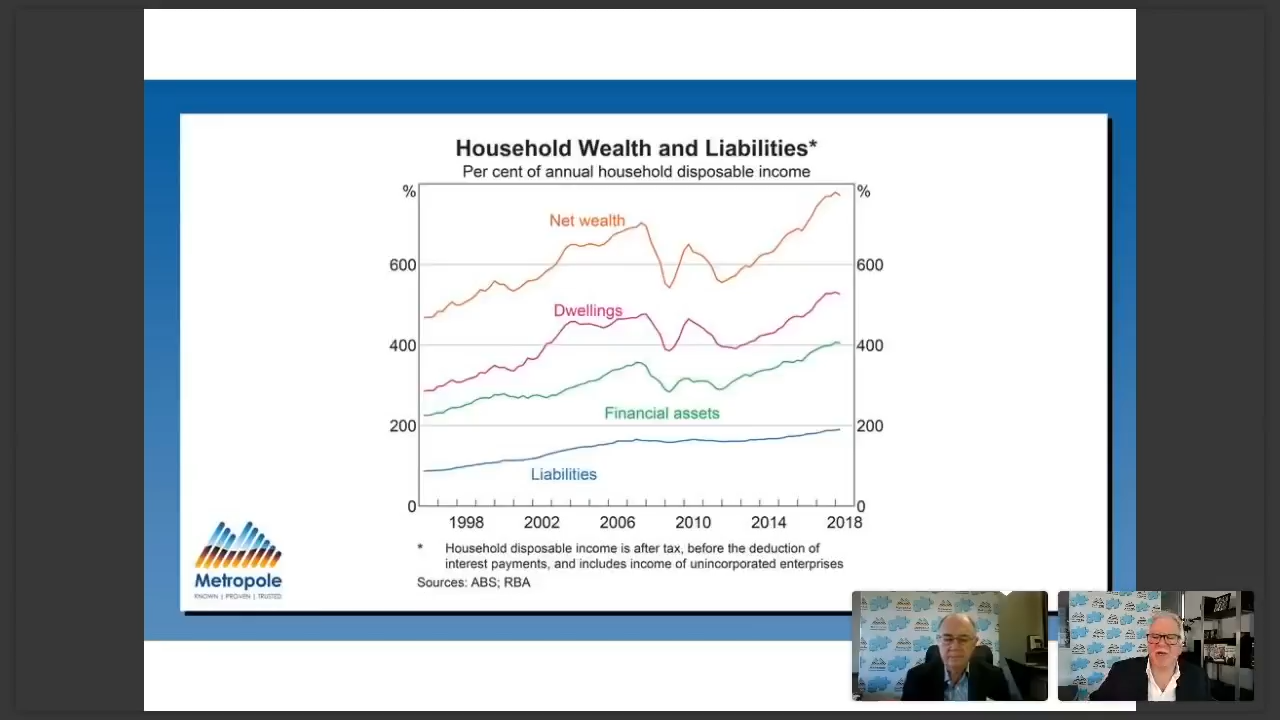 Household Wealth and Liabilities*
Per cent of annual household disposable income
% %
Net wealth
600 600
Dwellings
400 400
Financial assets
200 200
Liabilities
0 0
1998 2002 2006 2010 2014 2018
* Household disposable income is after tax, before the deduction of
interest payments, and includes income of unincorporated enterprises
Sources: ABS; RBA
Metropole
KNOWN | PROVEN | TRUSTED